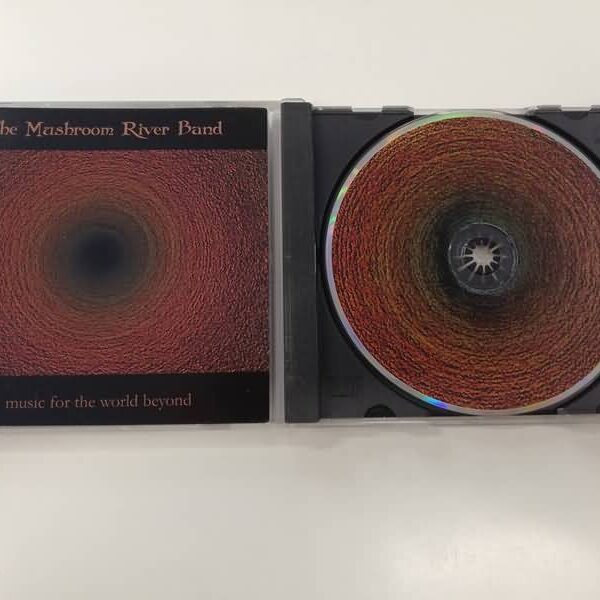 he Mushroom River Band
music for the world beyond